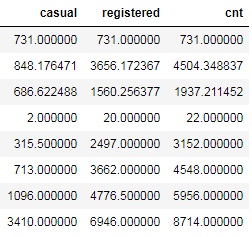 casual registered cnt
731.000000 731.000000 731.000000
848.176471 3656.172367 4504.348837
686.622488 1560.256377 1937.211452
2.000000 20.000000 22.000000
315.500000 2497.000000 3152.000000
713.000000 3662.000000 4548.000000
1096.000000 4776.500000 5956.000000
3410.000000 6946.000000 8714.000000